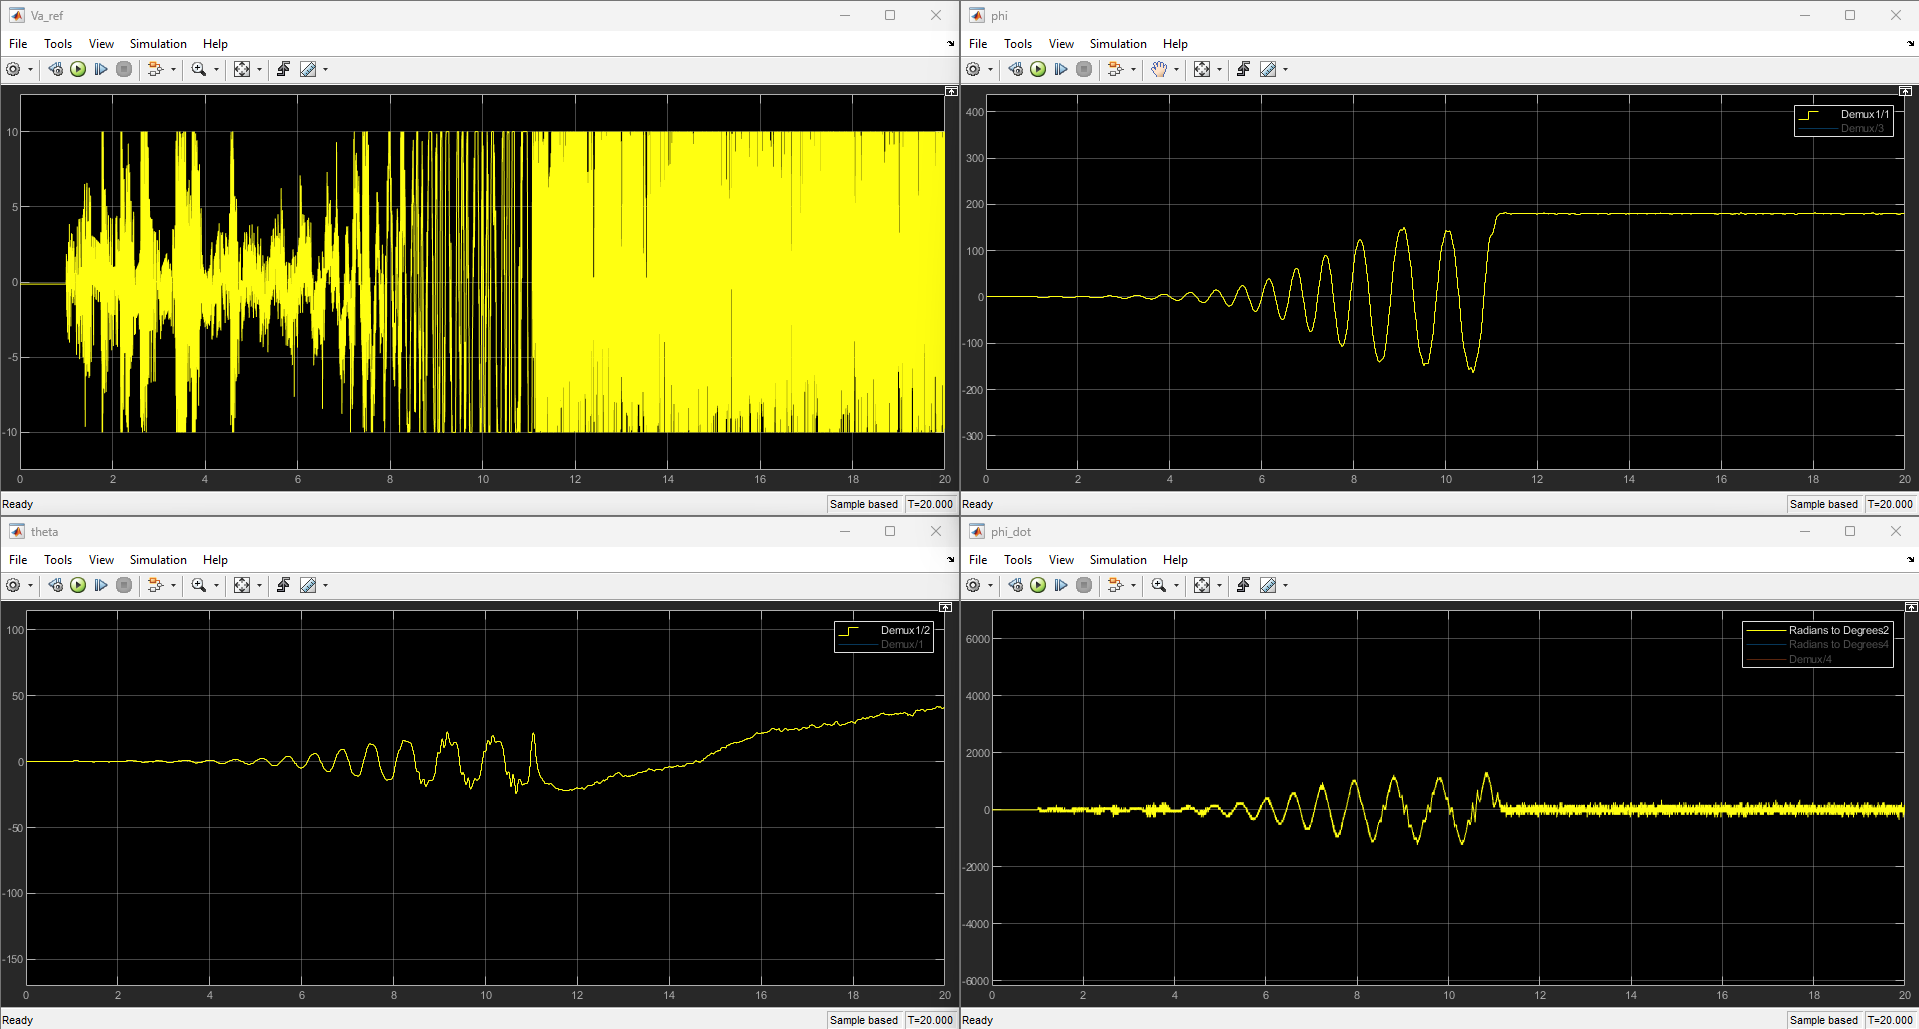 Va_ref
File Tools View Simulation Help
10
5
0
-5
-10
0 2 4 6 8 10 12 14 16 18 20
Ready
Sample based T=20.000
phi
File Tools View Simulation Help
Demux1/1
Demux/3
400
300
200
100
0
-100
-200
-300
0 2 4 6 8 10 12 14 16 18 20
Ready
Sample based T=20.000
theta
File Tools View Simulation Help
Demux1/2
Demux/1
100
50
0
-50
-100
-150
0 2 4 6 8 10 12 14 16 18 20
Ready
Sample based T=20.000
phi_dot
File Tools View Simulation Help
Radians to Degrees2
Radians to Degrees4
Demux/4
6000
4000
2000
0
-2000
-4000
-6000
0 2 4 6 8 10 12 14 16 18 20
Ready
Sample based T=20.000